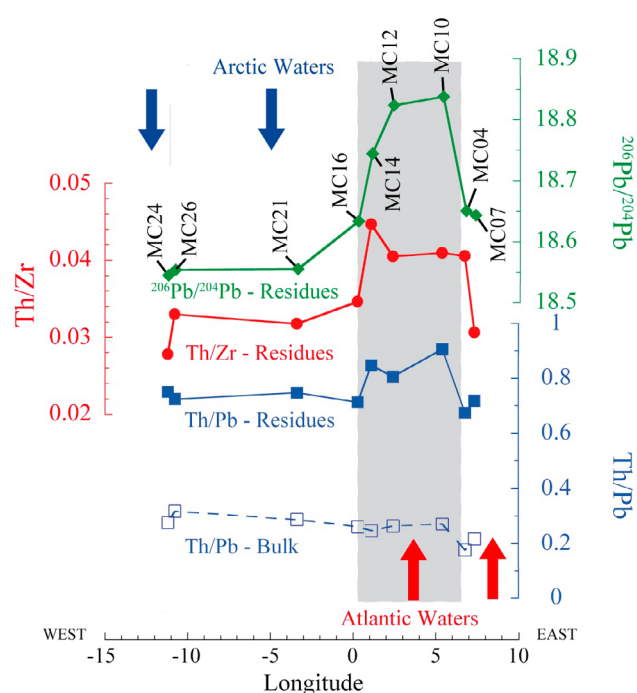 Arctic Waters
MC12
MC10
18.9
18.8
18.7
18.6
18.5
206Pb/204Pb
MC16
MC14
MC04
MC07
MC24
MC26
MC21
0.05
0.04
0.03
0.02
Th/Zr
206Pb/204Pb - Residues
Th/Zr - Residues
Th/Pb - Residues
Th/Pb - Bulk
1
0.8
0.6
0.4
0.2
0
Th/Pb
Atlantic Waters
WEST
EAST
-15
-10
-5
0
5
10
Longitude